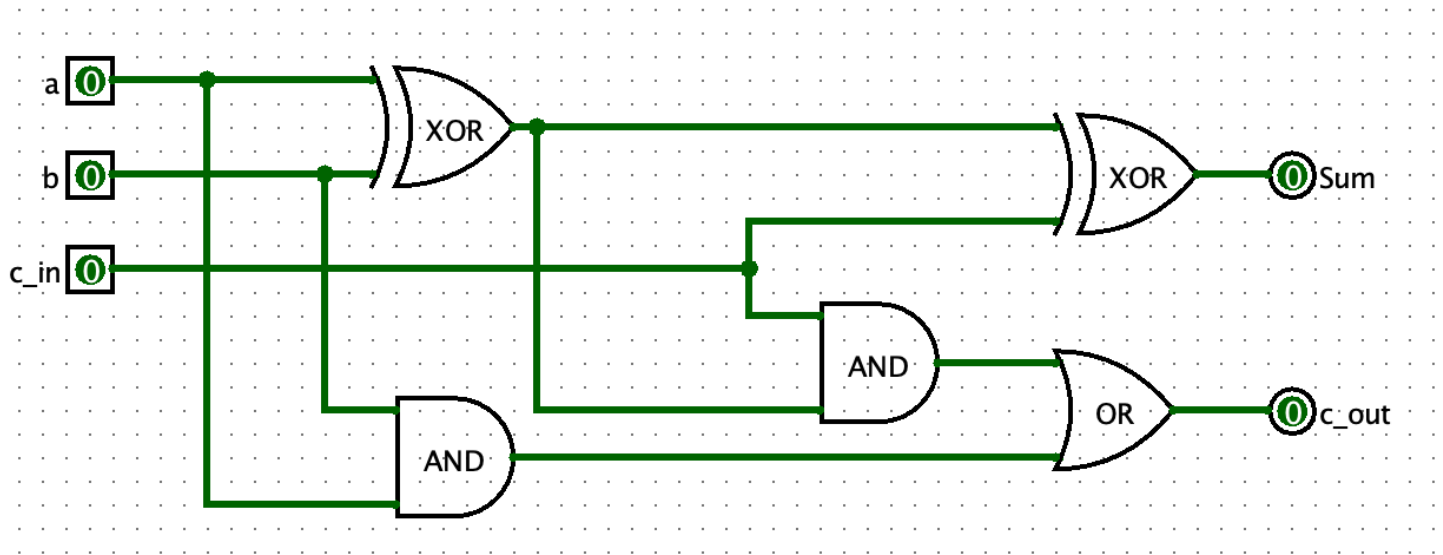 a 0
XOR
b 0
XOR
0 Sum
c_in 0
AND
AND
OR
0 c_out